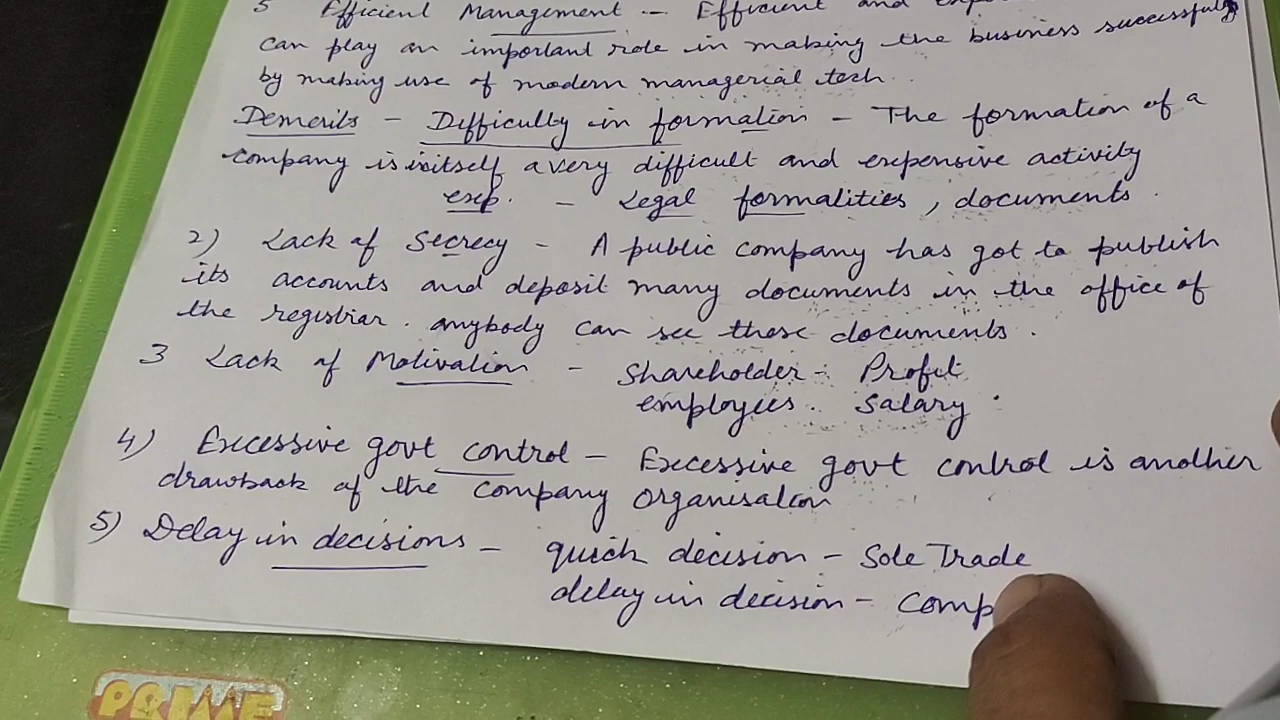 5 Efficient Management - Efficient and
can play an important role in making the business successfully
by making use of modern managerial tech.
Demerits - Difficulty in formation - The formation of a
company is initself a very difficult and expensive activity
exp. - Legal formalities, documents.
2) Lack of Secrecy - A public company has got to publish
its accounts and deposit many documents in the office of
the registrar. anybody can see those documents.
3 Lack of Motivation - Shareholder - Profit
employees.. Salary.
4) Excessive govt control - Excessive govt control is another
drawback of the company organisation
5) Delay in decisions - quick decision - Sole Trade
delay in decision - Comp
PRIME